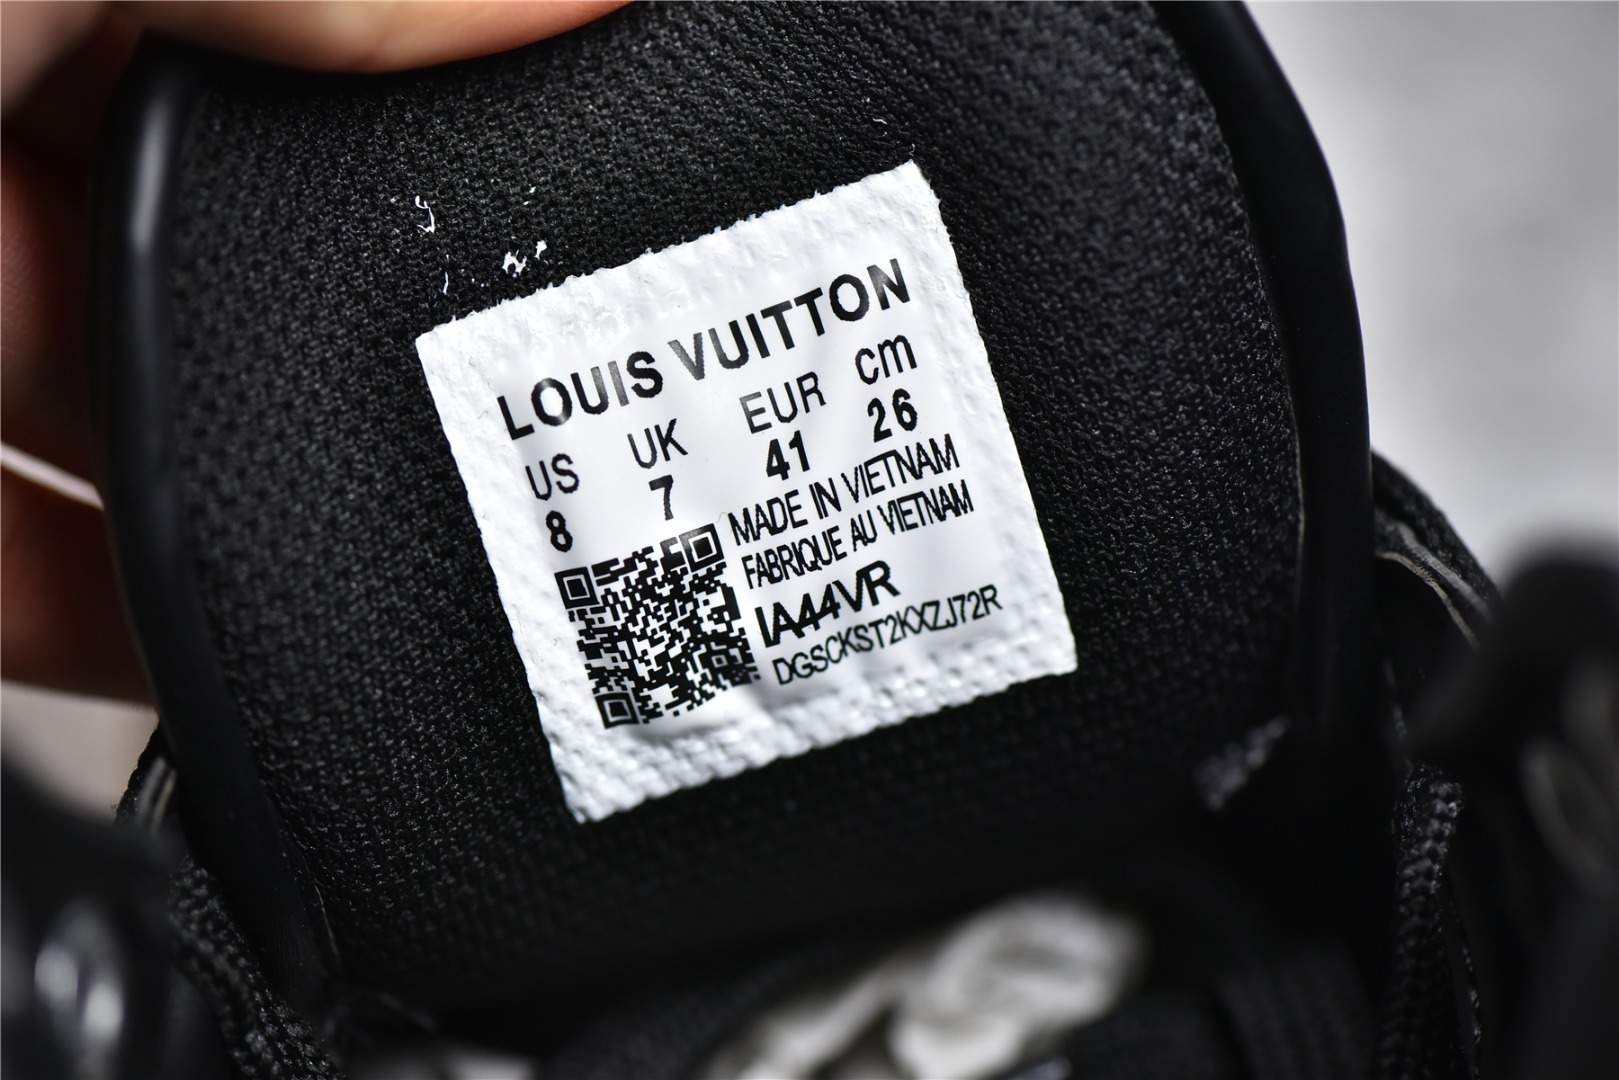 LOUIS VUITTON
US UK EUR cm
8 7 41 26
MADE IN VIETNAM
FABRIQUE AU VIETNAM
IA44VR
DGSCKST2KXZJ72R